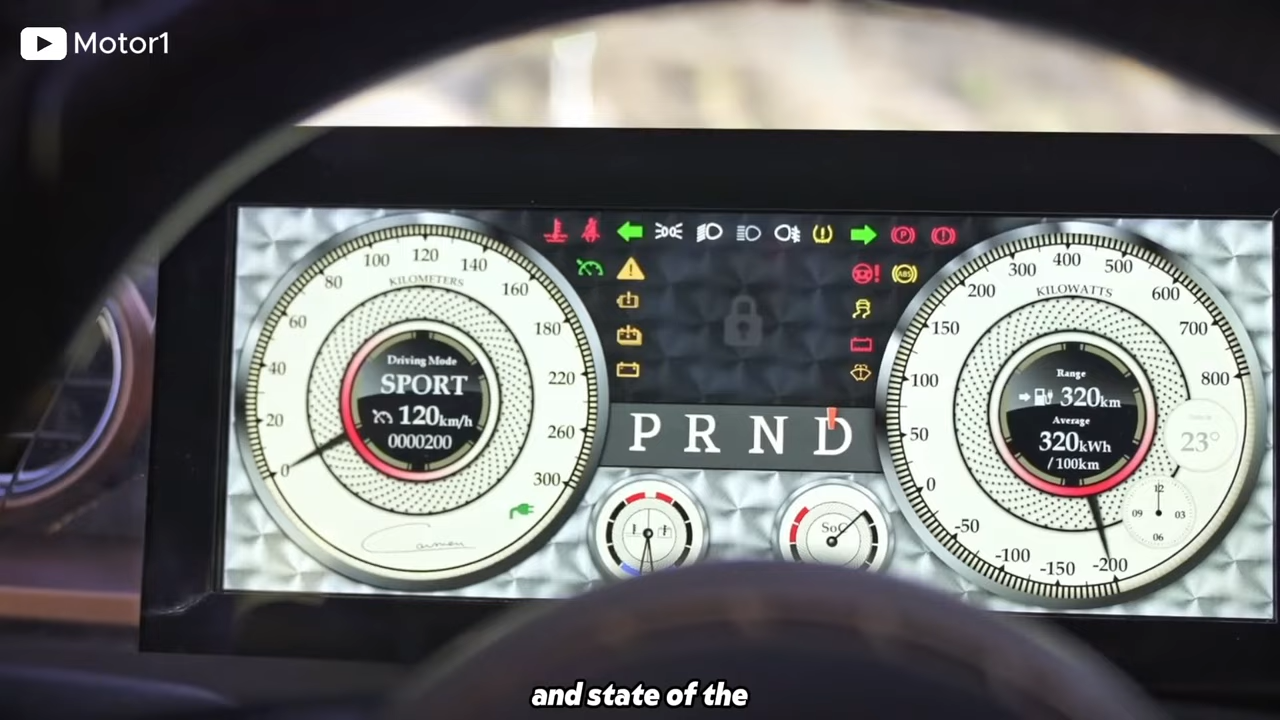 Motor1
KILOMETERS
0
20
40
60
80
100
120
140
160
180
220
260
300
Driving Mode
SPORT
120km/h
0000200
Carmen
P
!
ABS
P R N D
SoC
KILOWATTS
-200
-150
-100
-50
0
50
100
150
200
300
400
500
600
700
800
Range
320km
Average
320kWh
/ 100km
23°
12
03
06
09
and state of the